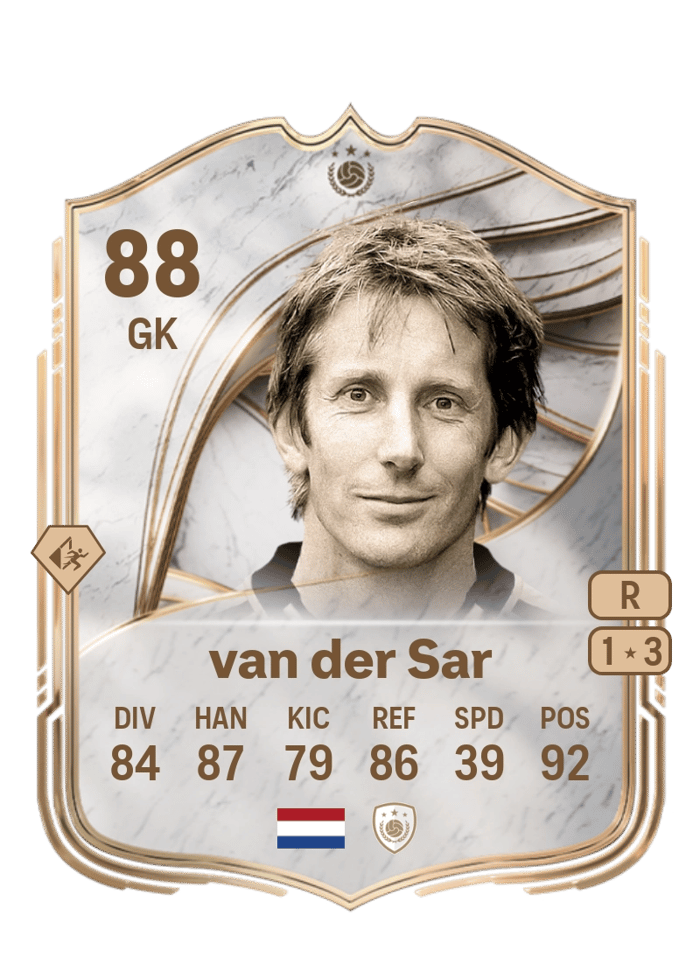 88
GK
R
1 ★ 3
van der Sar
DIV HAN KIC REF SPD POS
84 87 79 86 39 92